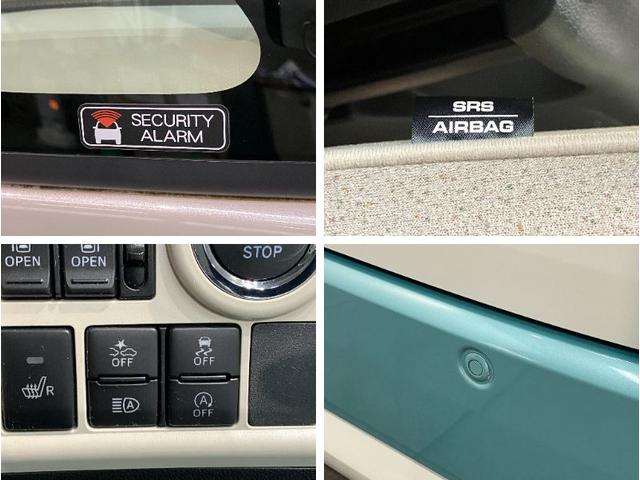 SECURITY
ALARM
SRS
AIRBAG
OPEN
OPEN
STOP
OFF
OFF
R
A
A
OFF